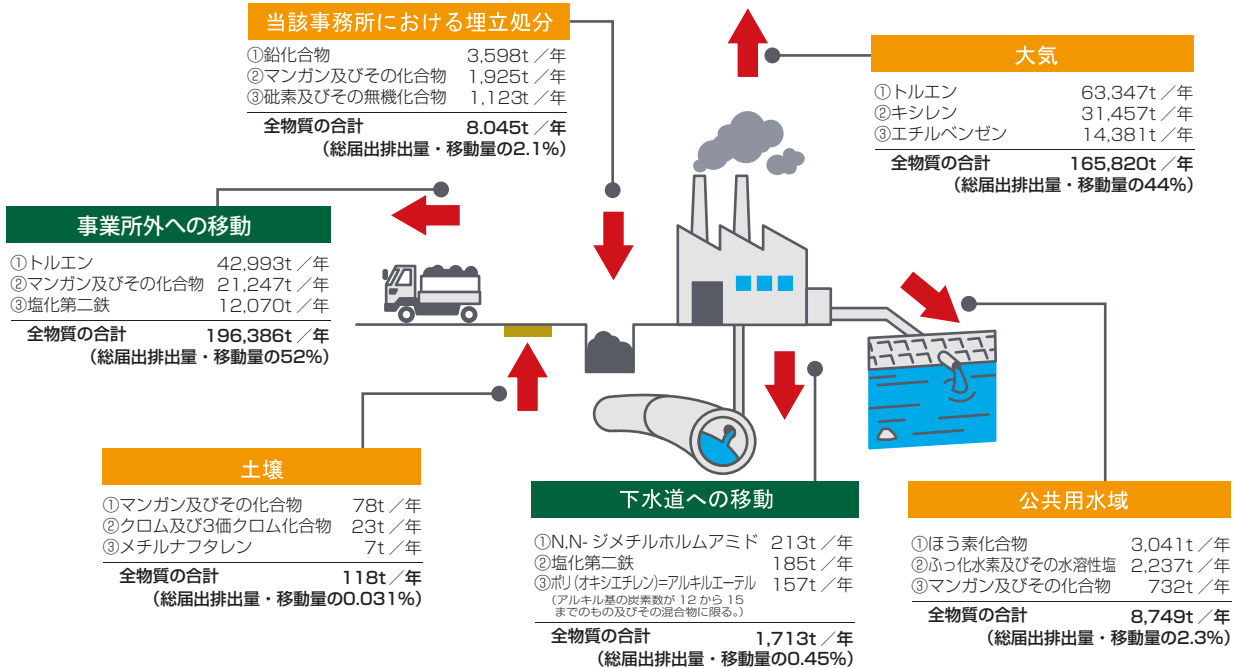 当該事務所における埋立処分
①鉛化合物 3,598t／年
②マンガン及びその化合物 1,925t／年
③砒素及びその無機化合物 1,123t／年
全物質の合計 8.045t／年
（総届出排出量・移動量の2.1%）
大気
①トルエン 63,347t／年
②キシレン 31,457t／年
③エチルベンゼン 14,381t／年
全物質の合計 165,820t／年
（総届出排出量・移動量の44%）
事業所外への移動
①トルエン 42,993t／年
②マンガン及びその化合物 21,247t／年
③塩化第二鉄 12,070t／年
全物質の合計 196,386t／年
（総届出排出量・移動量の52%）
土壌
①マンガン及びその化合物 78t／年
②クロム及び3価クロム化合物 23t／年
③メチルナフタレン 7t／年
全物質の合計 118t／年
（総届出排出量・移動量の0.031%）
下水道への移動
①N,N- ジメチルホルムアミド 213t／年
②塩化第二鉄 185t／年
③ポリ(オキシエチレン)=アルキルエーテル 157t／年
（アルキル基の炭素数が 12 から 15
までのもの及びその混合物に限る。）
全物質の合計 1,713t／年
（総届出排出量・移動量の0.45%）
公共用水域
①ほう素化合物 3,041t／年
②ふっ化水素及びその水溶性塩 2,237t／年
③マンガン及びその化合物 732t／年
全物質の合計 8,749t／年
（総届出排出量・移動量の2.3%）